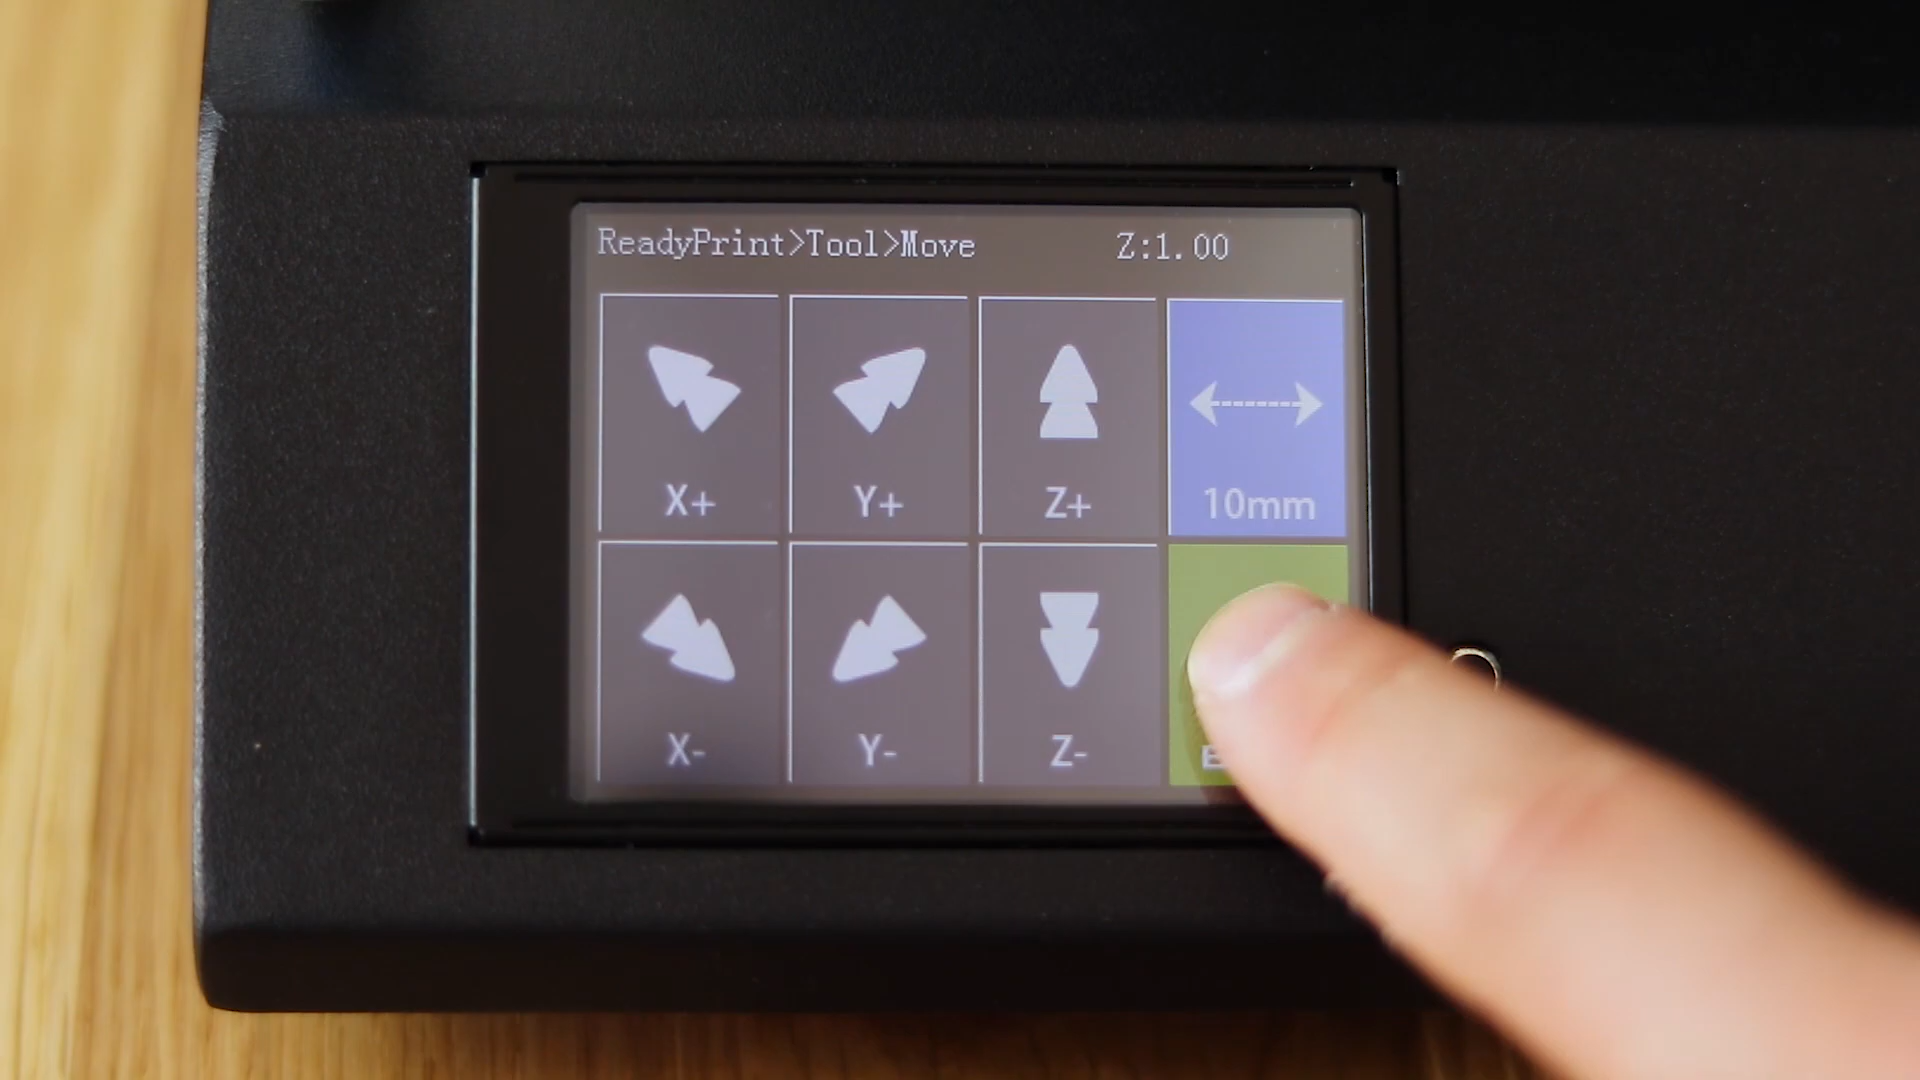 ReadyPrint>Tool>Move Z:1.00
X+ Y+ Z+ 10mm
X- Y- Z-